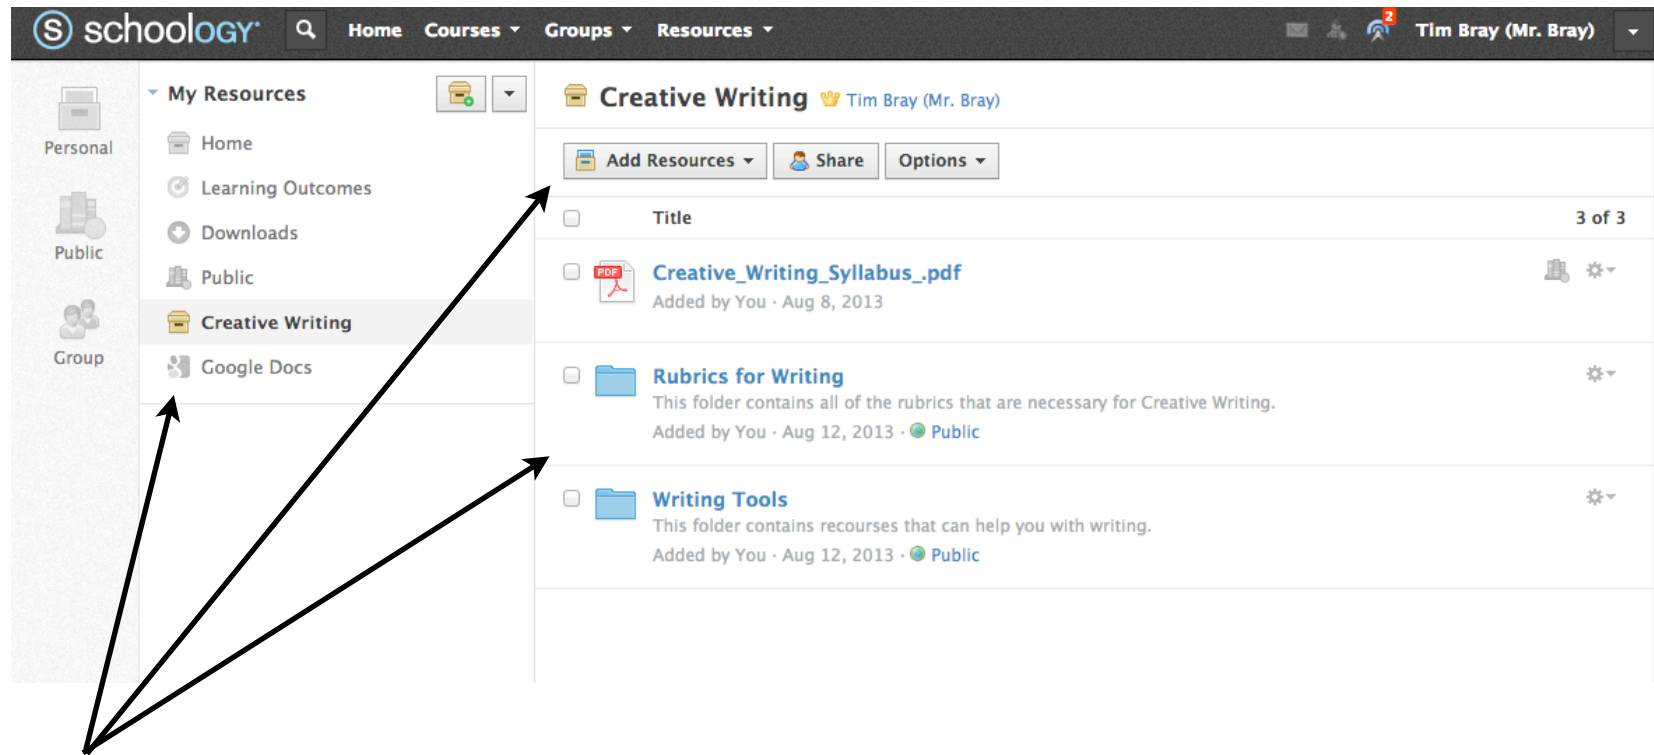 S schoology
Home Courses Groups Resources
2
Tim Bray (Mr. Bray)
Personal
Public
Group
My Resources
Home
Learning Outcomes
Downloads
Public
Creative Writing
Google Docs
Creative Writing Tim Bray (Mr. Bray)
Add Resources Share Options
Title 3 of 3
PDF
Creative_Writing_Syllabus_.pdf
Added by You · Aug 8, 2013
Rubrics for Writing
This folder contains all of the rubrics that are necessary for Creative Writing.
Added by You · Aug 12, 2013 · Public
Writing Tools
This folder contains recourses that can help you with writing.
Added by You · Aug 12, 2013 · Public